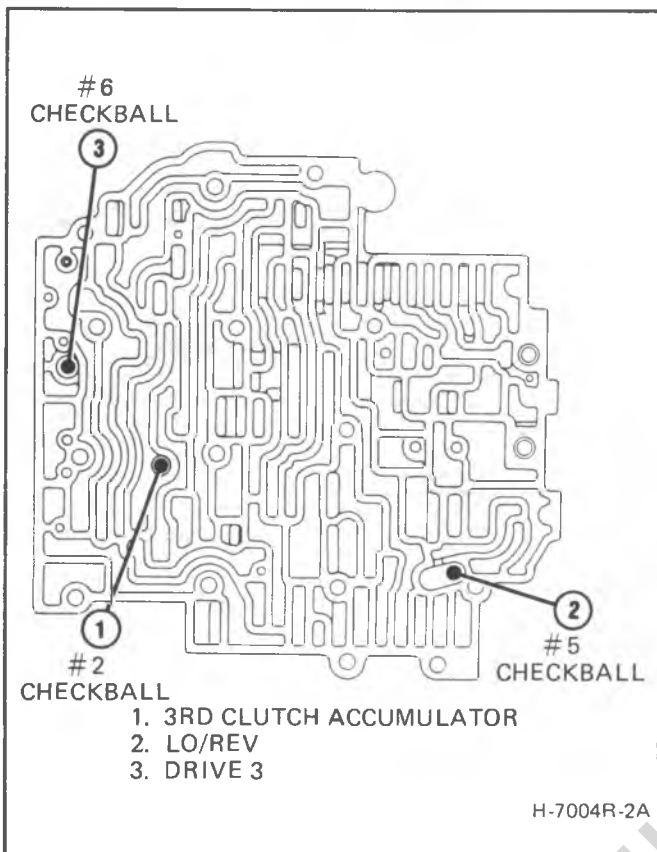 #6
CHECKBALL
3
1
#2
CHECKBALL
2
#5
CHECKBALL
1. 3RD CLUTCH ACCUMULATOR
2. LO/REV
3. DRIVE 3
H-7004R-2A